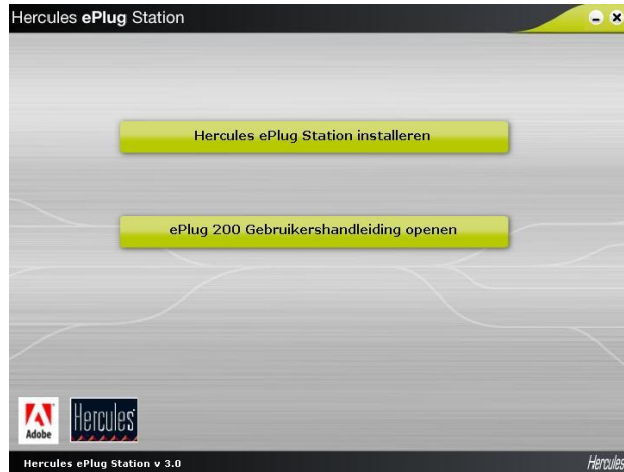 Hercules ePlug Station
Hercules ePlug Station installeren
ePlug 200 Gebruikershandleiding openen
Adobe
Hercules
Hercules ePlug Station v 3.0
Hercules